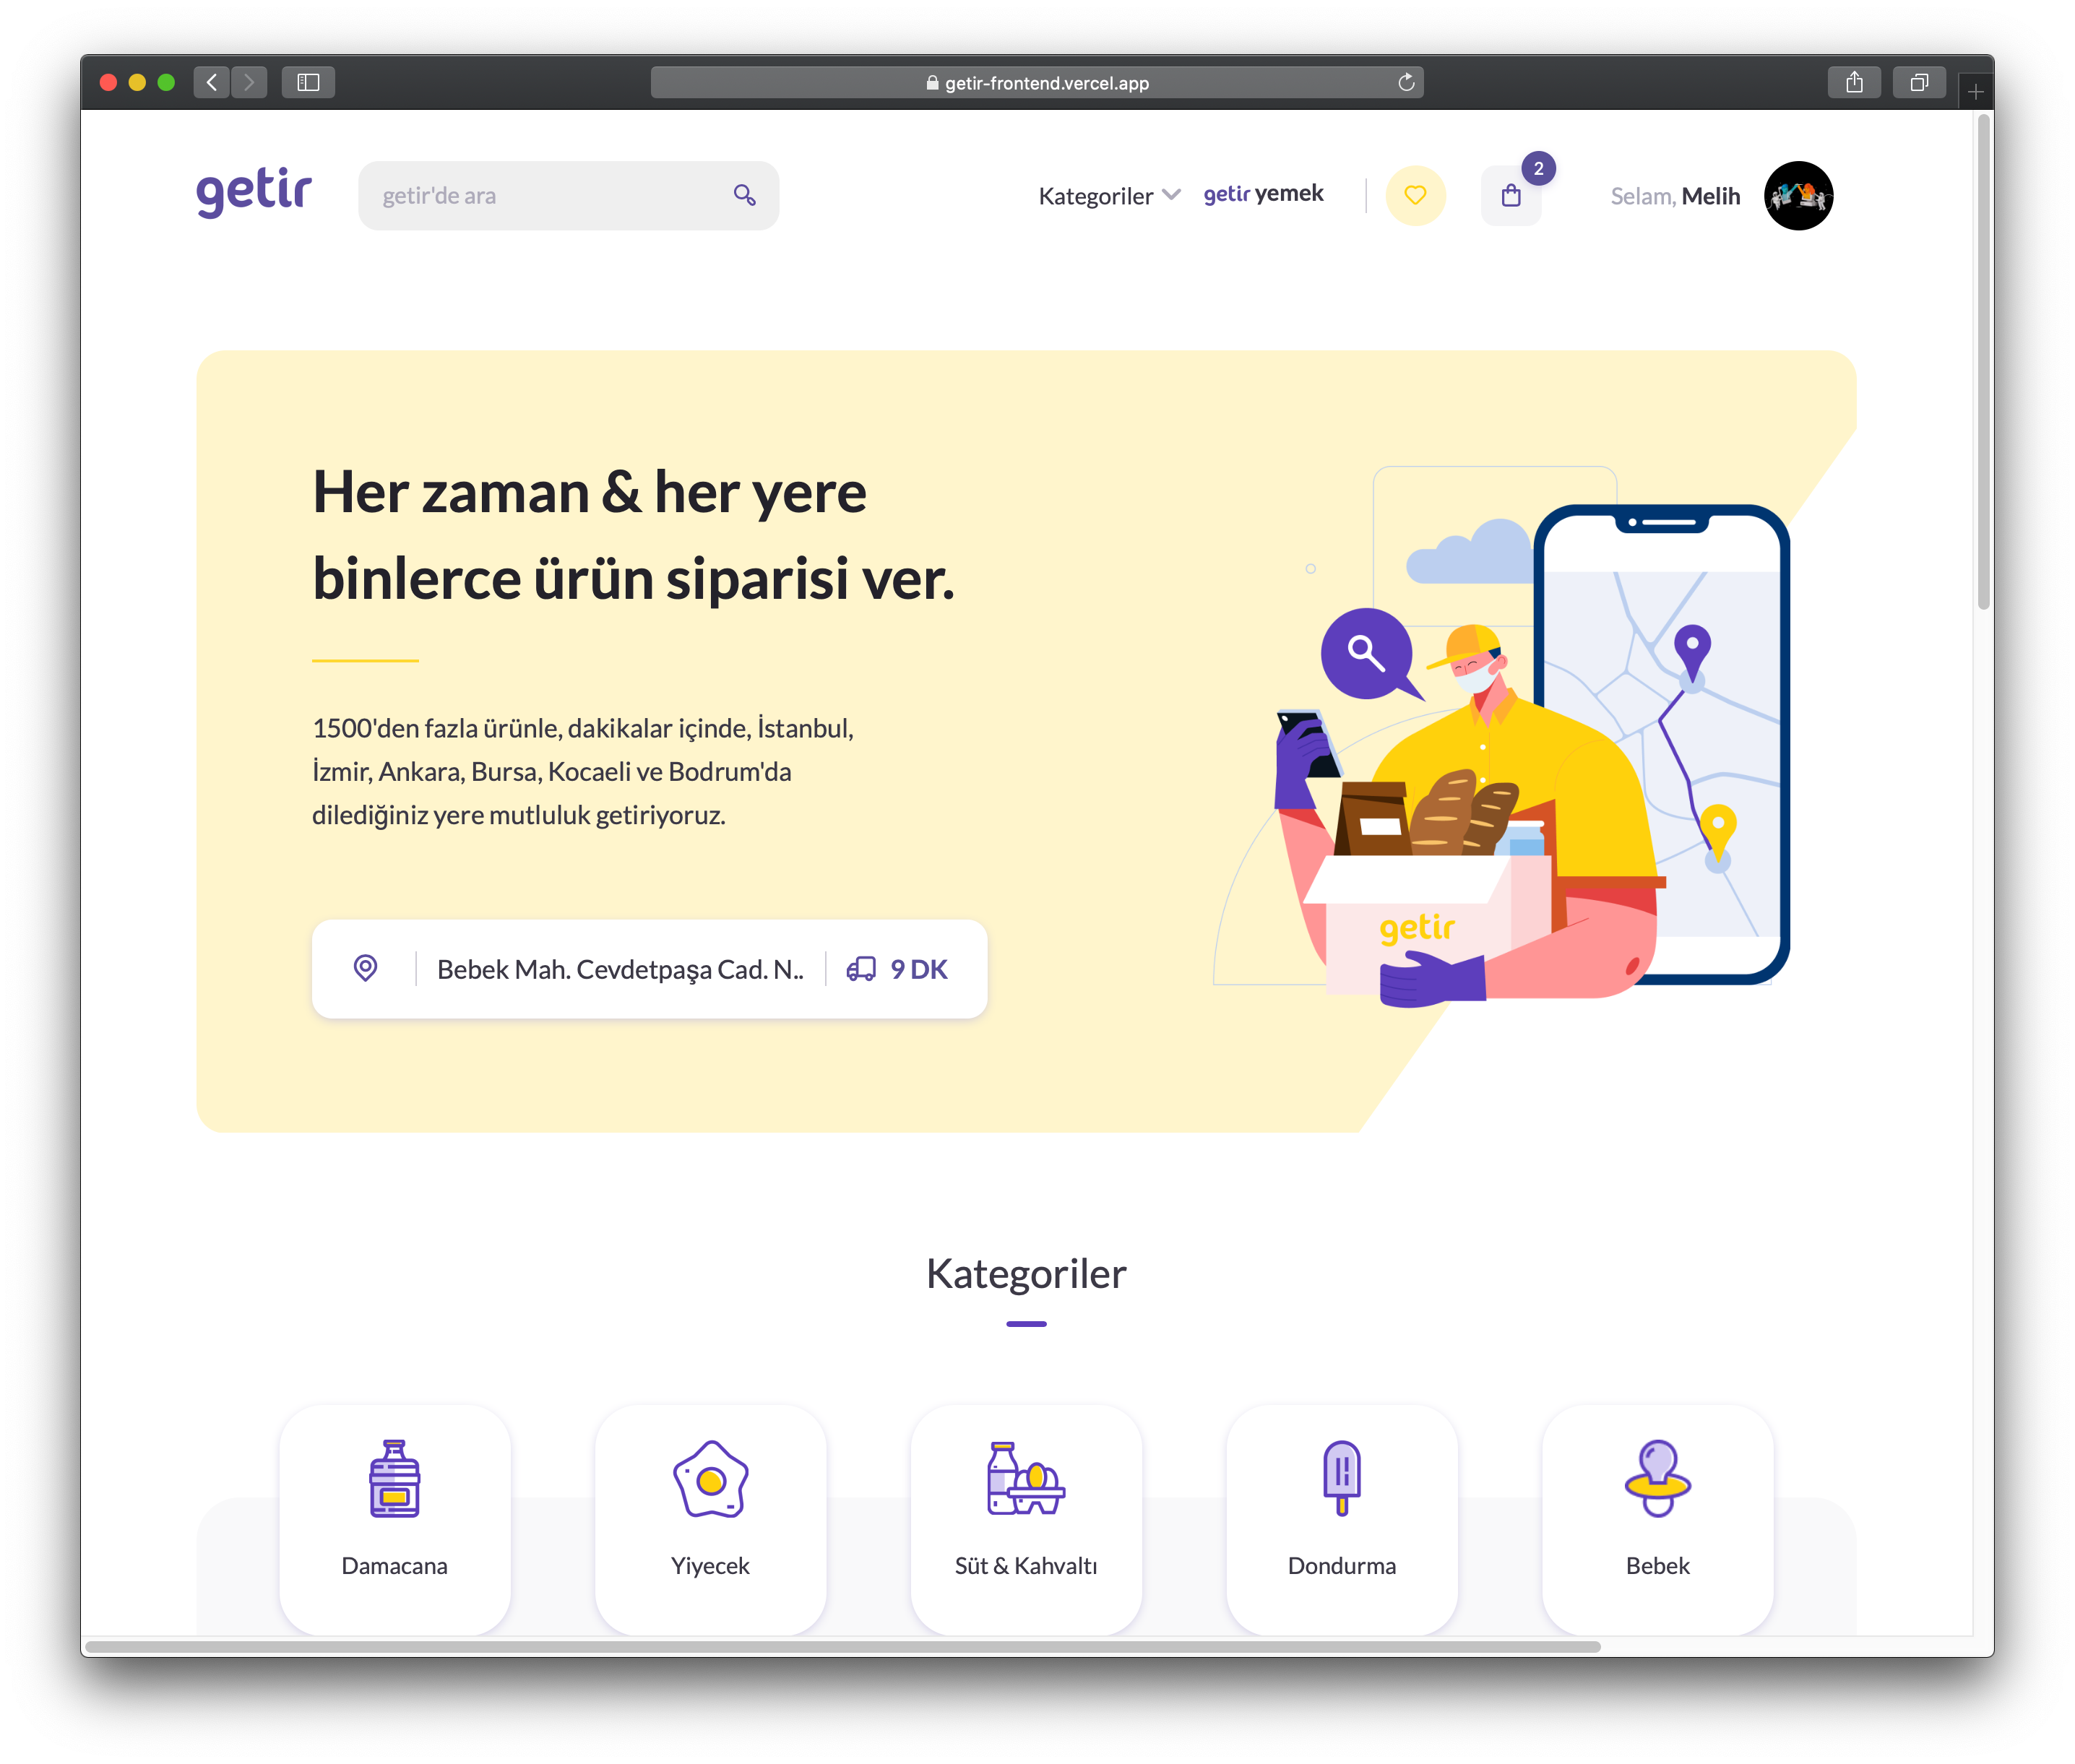 getir-frontend.vercel.app
getir
getir'de ara
Kategoriler
getir yemek
2
Selam, Melih
Her zaman & her yere
binlerce ürün siparisi ver.
1500'den fazla ürünle, dakikalar içinde, İstanbul,
İzmir, Ankara, Bursa, Kocaeli ve Bodrum'da
dilediğiniz yere mutluluk getiriyoruz.
Bebek Mah. Cevdetpaşa Cad. N..
9 DK
getir
Kategoriler
Damacana
Yiyecek
Süt & Kahvaltı
Dondurma
Bebek